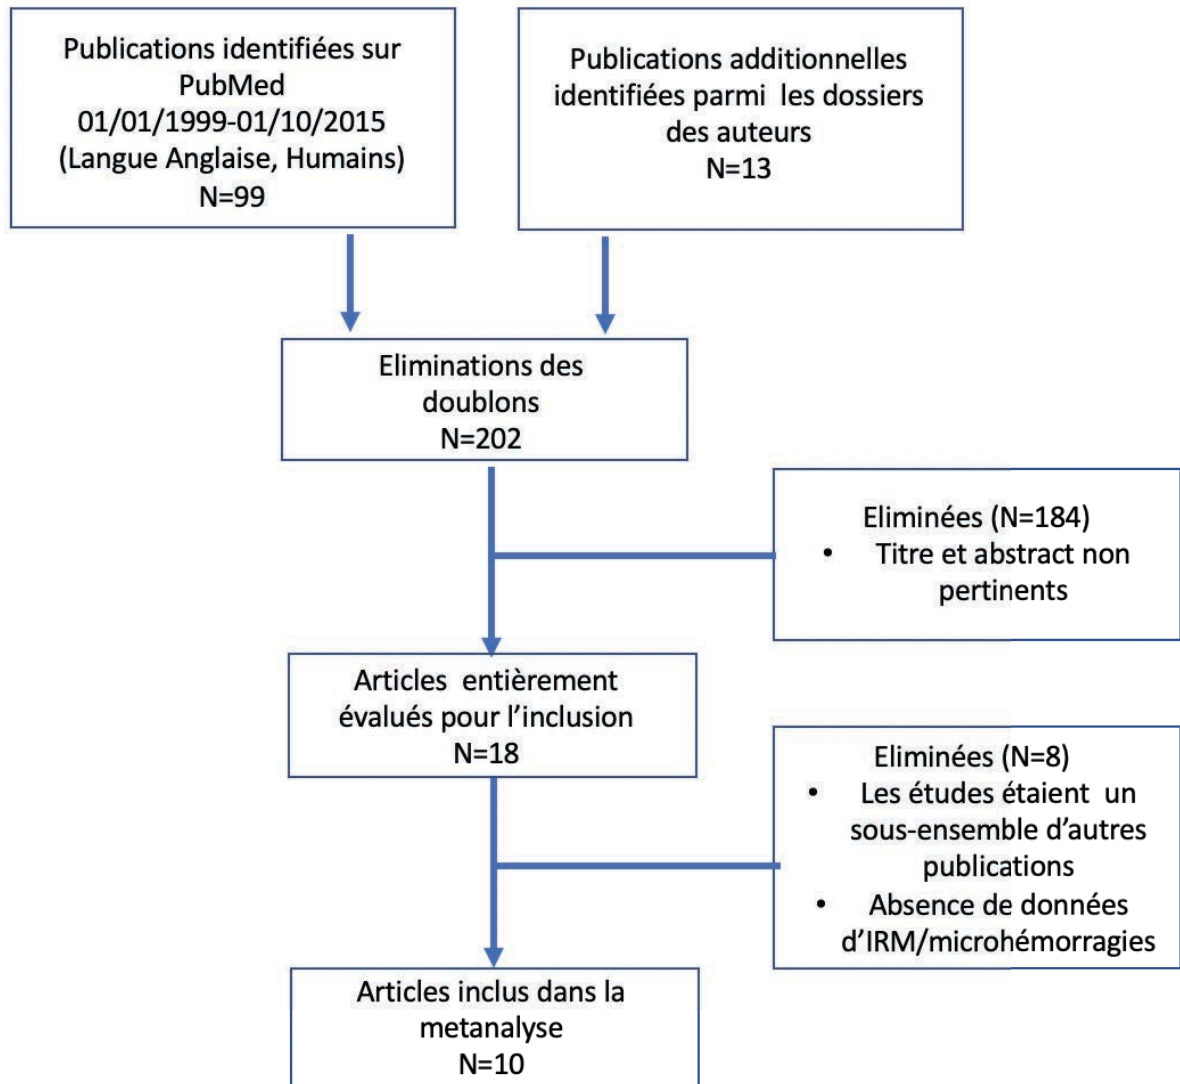 Publications identifiées sur
PubMed
01/01/1999-01/10/2015
(Langue Anglaise, Humains)
N=99
Publications additionnelles
identifiées parmi les dossiers
des auteurs
N=13
Eliminations des
doublons
N=202
Eliminées (N=184)
• Titre et abstract non
pertinents
Articles entièrement
évalués pour l’inclusion
N=18
Eliminées (N=8)
• Les études étaient un
sous-ensemble d’autres
publications
• Absence de données
d’IRM/microhémorragies
Articles inclus dans la
metanalyse
N=10